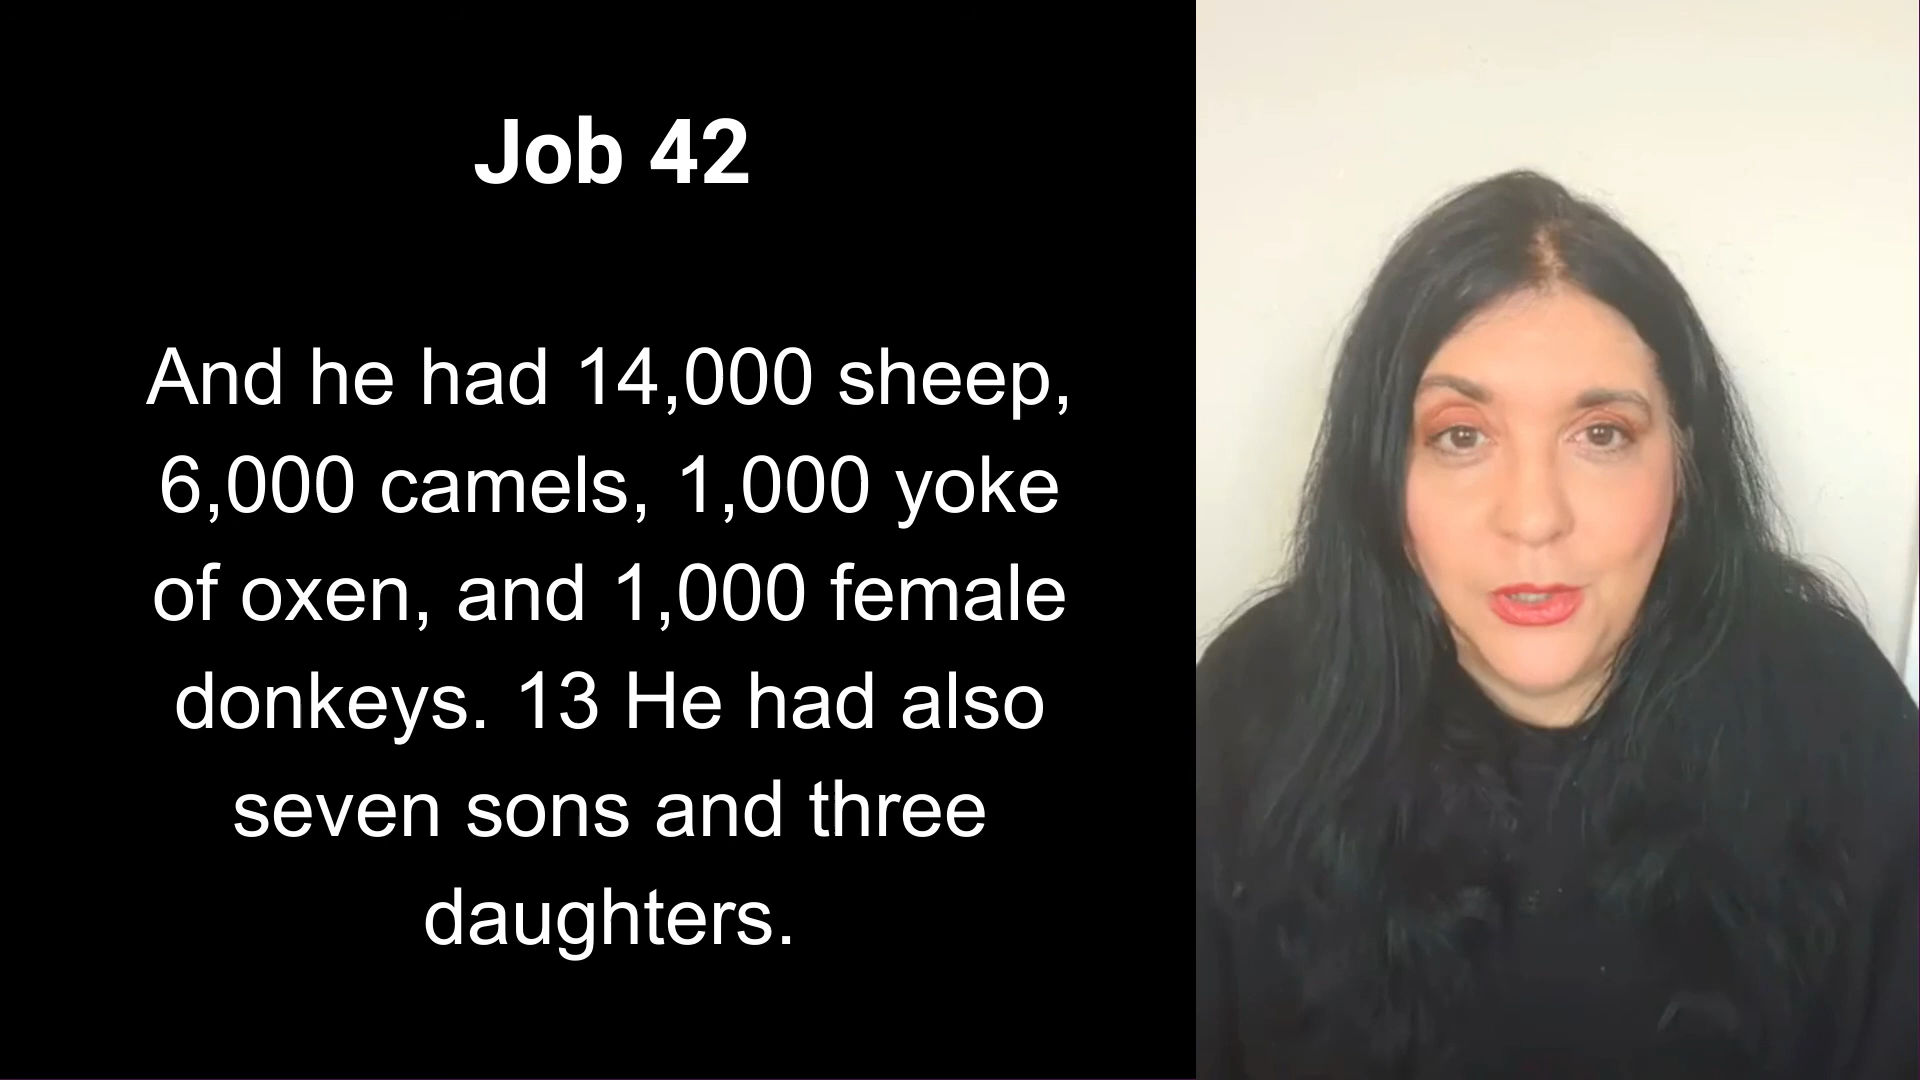 Job 42
And he had 14,000 sheep,
6,000 camels, 1,000 yoke
of oxen, and 1,000 female
donkeys. 13 He had also
seven sons and three
daughters.